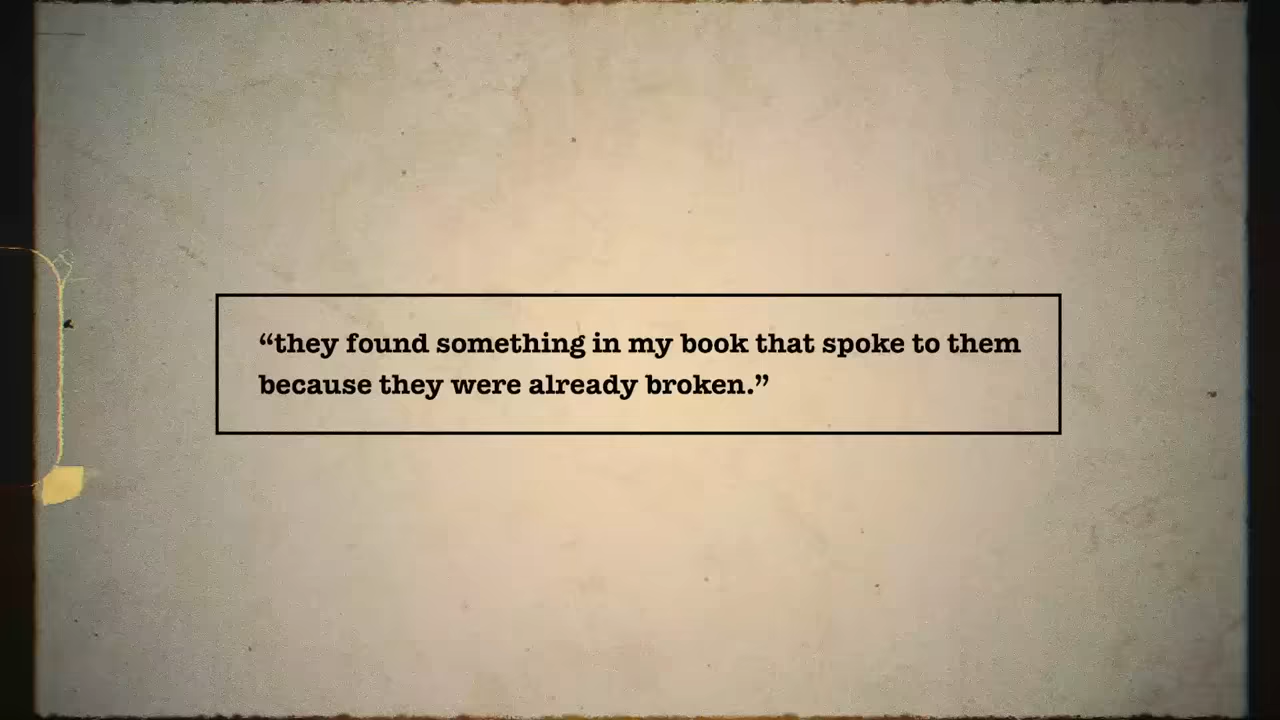 “they found something in my book that spoke to them
because they were already broken.”